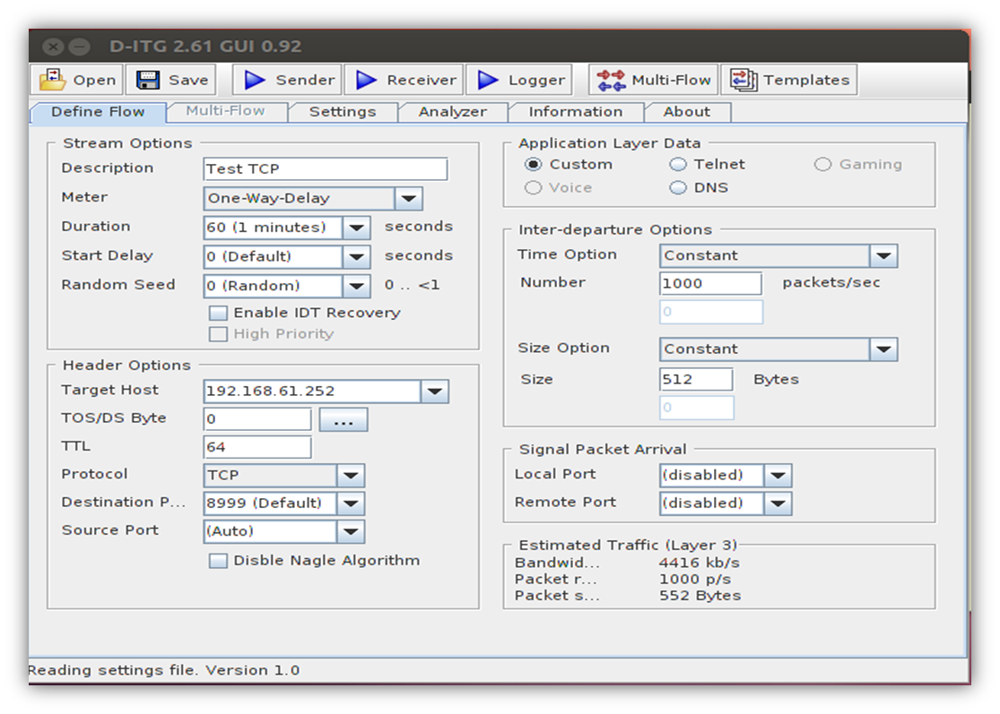 D-ITG 2.61 GUI 0.92
Open Save Sender Receiver Logger Multi-Flow Templates
Define Flow Multi-Flow Settings Analyzer Information About
Stream Options
Description Test TCP
Meter One-Way-Delay
Duration 60 (1 minutes) seconds
Start Delay 0 (Default) seconds
Random Seed 0 (Random) 0 .. <1
Enable IDT Recovery
High Priority
Header Options
Target Host 192.168.61.252
TOS/DS Byte 0 ...
TTL 64
Protocol TCP
Destination P... 8999 (Default)
Source Port (Auto)
Disble Nagle Algorithm
Application Layer Data
Custom Telnet Gaming
Voice DNS
Inter-departure Options
Time Option Constant
Number 1000 packets/sec
0
Size Option Constant
Size 512 Bytes
0
Signal Packet Arrival
Local Port (disabled)
Remote Port (disabled)
Estimated Traffic (Layer 3)
Bandwid... 4416 kb/s
Packet r... 1000 p/s
Packet s... 552 Bytes
Reading settings file. Version 1.0